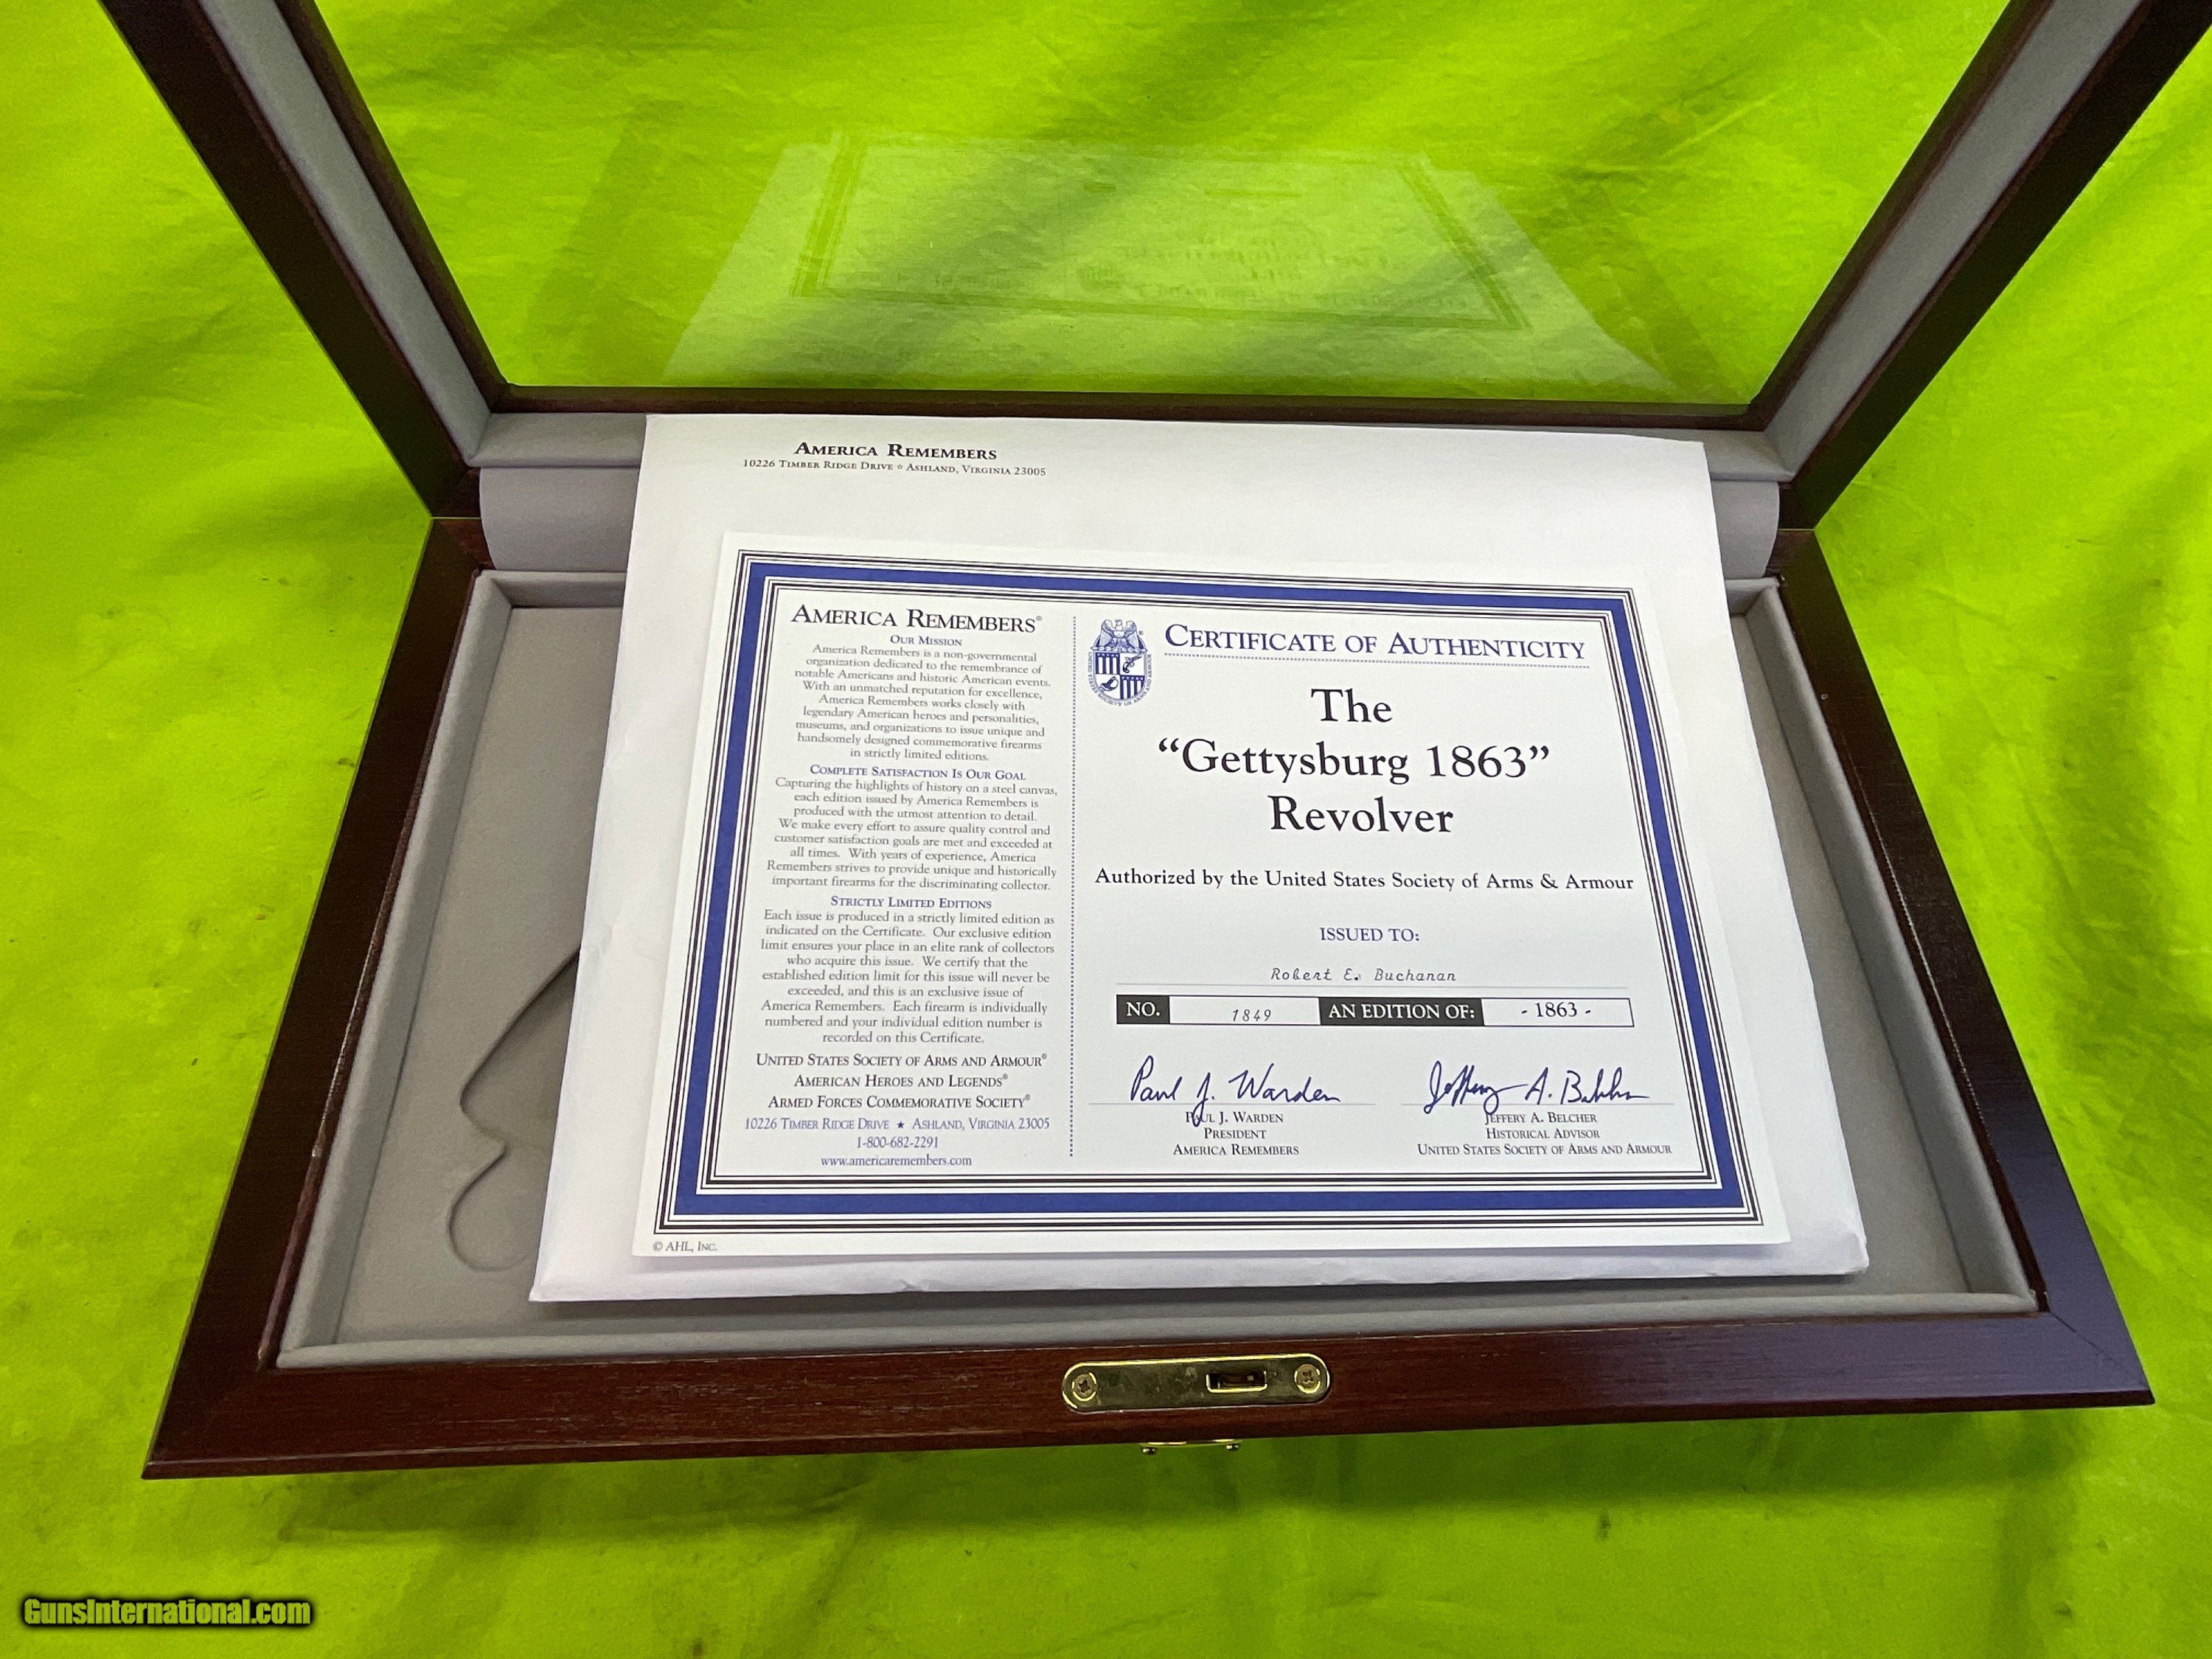 AMERICA REMEMBERS
10226 TIMBER RIDGE DRIVE ★ ASHLAND, VIRGINIA 23005
AMERICA REMEMBERS®
OUR MISSION
America Remembers is a non-governmental
organization dedicated to the remembrance of
notable Americans and historic American events.
With an unmatched reputation for excellence,
America Remembers works closely with
legendary American heroes and personalities,
museums, and organizations to issue unique and
handsomely designed commemorative firearms
in strictly limited editions.
COMPLETE SATISFACTION IS OUR GOAL
Capturing the highlights of history on a steel canvas,
each edition issued by America Remembers is
produced with the utmost attention to detail.
We make every effort to assure quality control and
customer satisfaction goals are met and exceeded at
all times. With years of experience, America
Remembers strives to provide unique and historically
important firearms for the discriminating collector.
STRICTLY LIMITED EDITIONS
Each issue is produced in a strictly limited edition as
indicated on the Certificate. Our exclusive edition
limit ensures your place in an elite rank of collectors
who acquire this issue. We certify that the
established edition limit for this issue will never be
exceeded, and this is an exclusive issue of
America Remembers. Each firearm is individually
numbered and your individual edition number is
recorded on this Certificate.
UNITED STATES SOCIETY OF ARMS AND ARMOUR®
AMERICAN HEROES AND LEGENDS®
ARMED FORCES COMMEMORATIVE SOCIETY®
10226 TIMBER RIDGE DRIVE ★ ASHLAND, VIRGINIA 23005
1-800-682-2291
www.americaremembers.com
CERTIFICATE OF AUTHENTICITY
The
“Gettysburg 1863”
Revolver
Authorized by the United States Society of Arms & Armour
ISSUED TO:
Robert E. Buchanan
NO. 1849 AN EDITION OF: - 1863 -
Paul J. Warden
PAUL J. WARDEN
PRESIDENT
AMERICA REMEMBERS
Jeffery A. Belcher
JEFFERY A. BELCHER
HISTORICAL ADVISOR
UNITED STATES SOCIETY OF ARMS AND ARMOUR
© AHL, INC.
GunsInternational.com